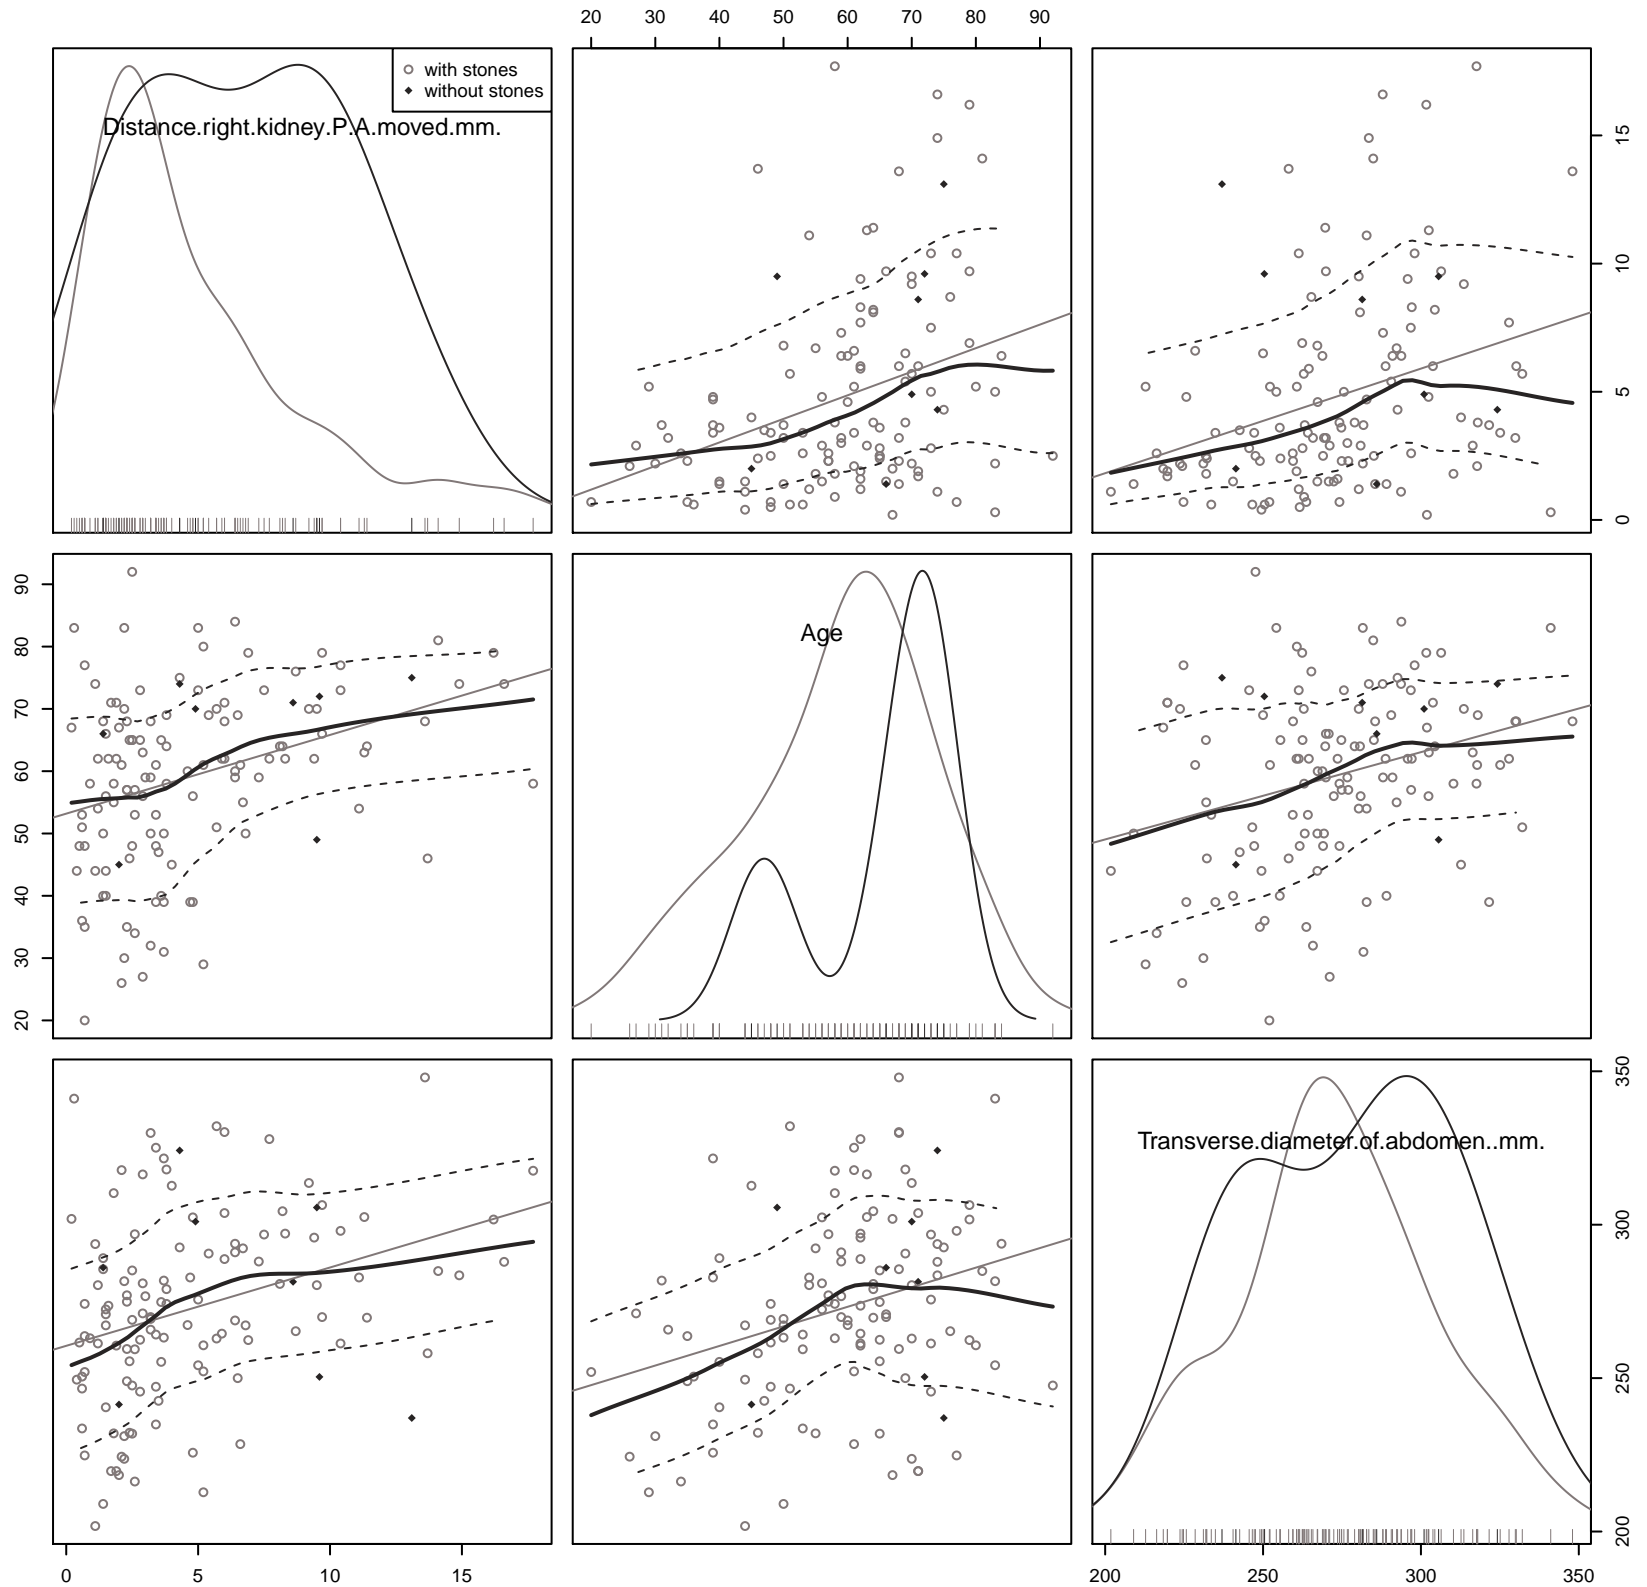 20 30 40 50 60 70 80 90
with stones
without stones
Distance.right.kidney.P.A.moved.mm.
0 5 10 15
20 30 40 50 60 70 80 90
Age
Transverse.diameter.of.abdomen..mm.
200 250 300 350
0 5 10 15
200 250 300 350